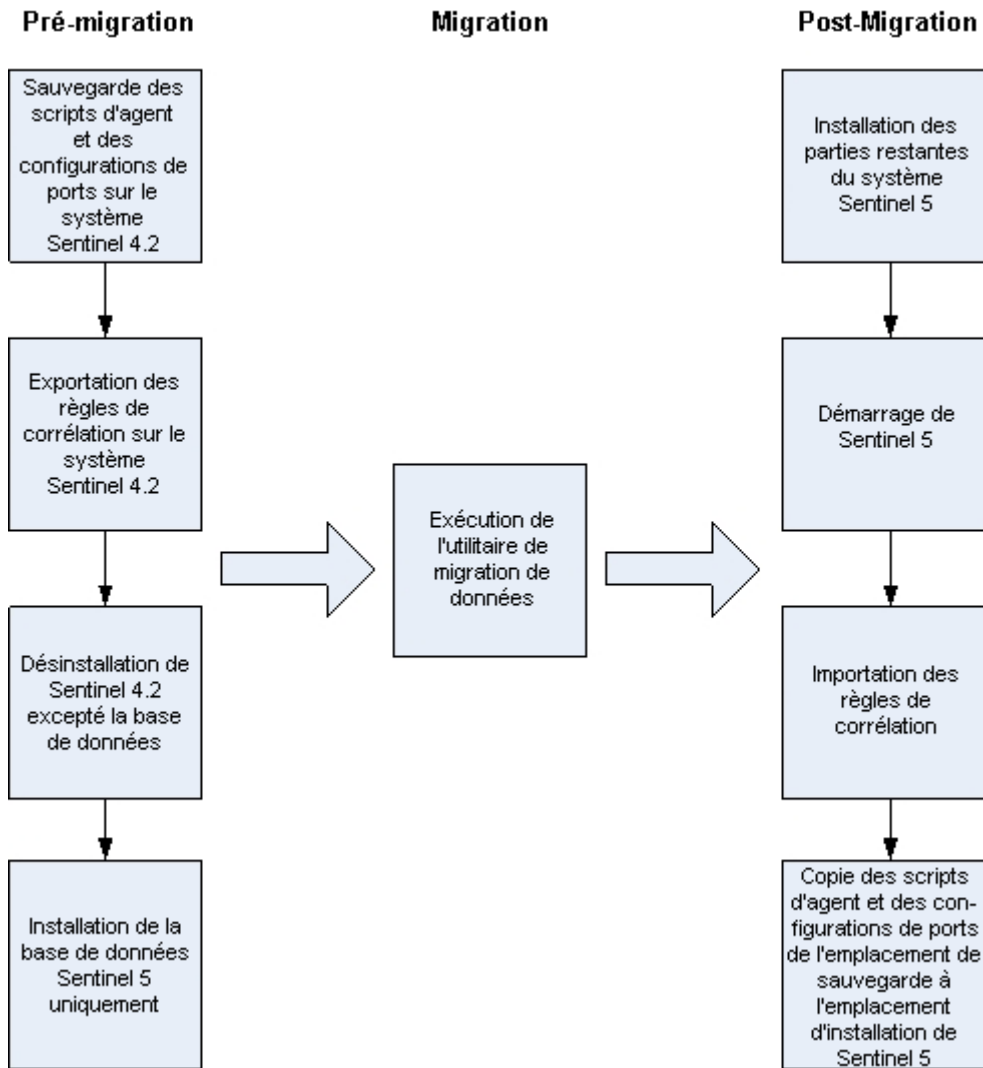 Pré-migration
Migration
Post-Migration
Sauvegarde des
scripts d'agent
et des
configurations de
ports sur le
système
Sentinel 4.2
Exportation des
règles de
corrélation sur le
système
Sentinel 4.2
Désinstallation de
Sentinel 4.2
excepté la base
de données
Installation de la
base de données
Sentinel 5
uniquement
Exécution de
l'utilitaire de
migration de
données
Installation des
parties restantes
du système
Sentinel 5
Démarrage de
Sentinel 5
Importation des
règles de
corrélation
Copie des scripts
d'agent et des con-
figurations de ports
de l'emplacement de
sauvegarde à
l'emplacement
d'installation de
Sentinel 5